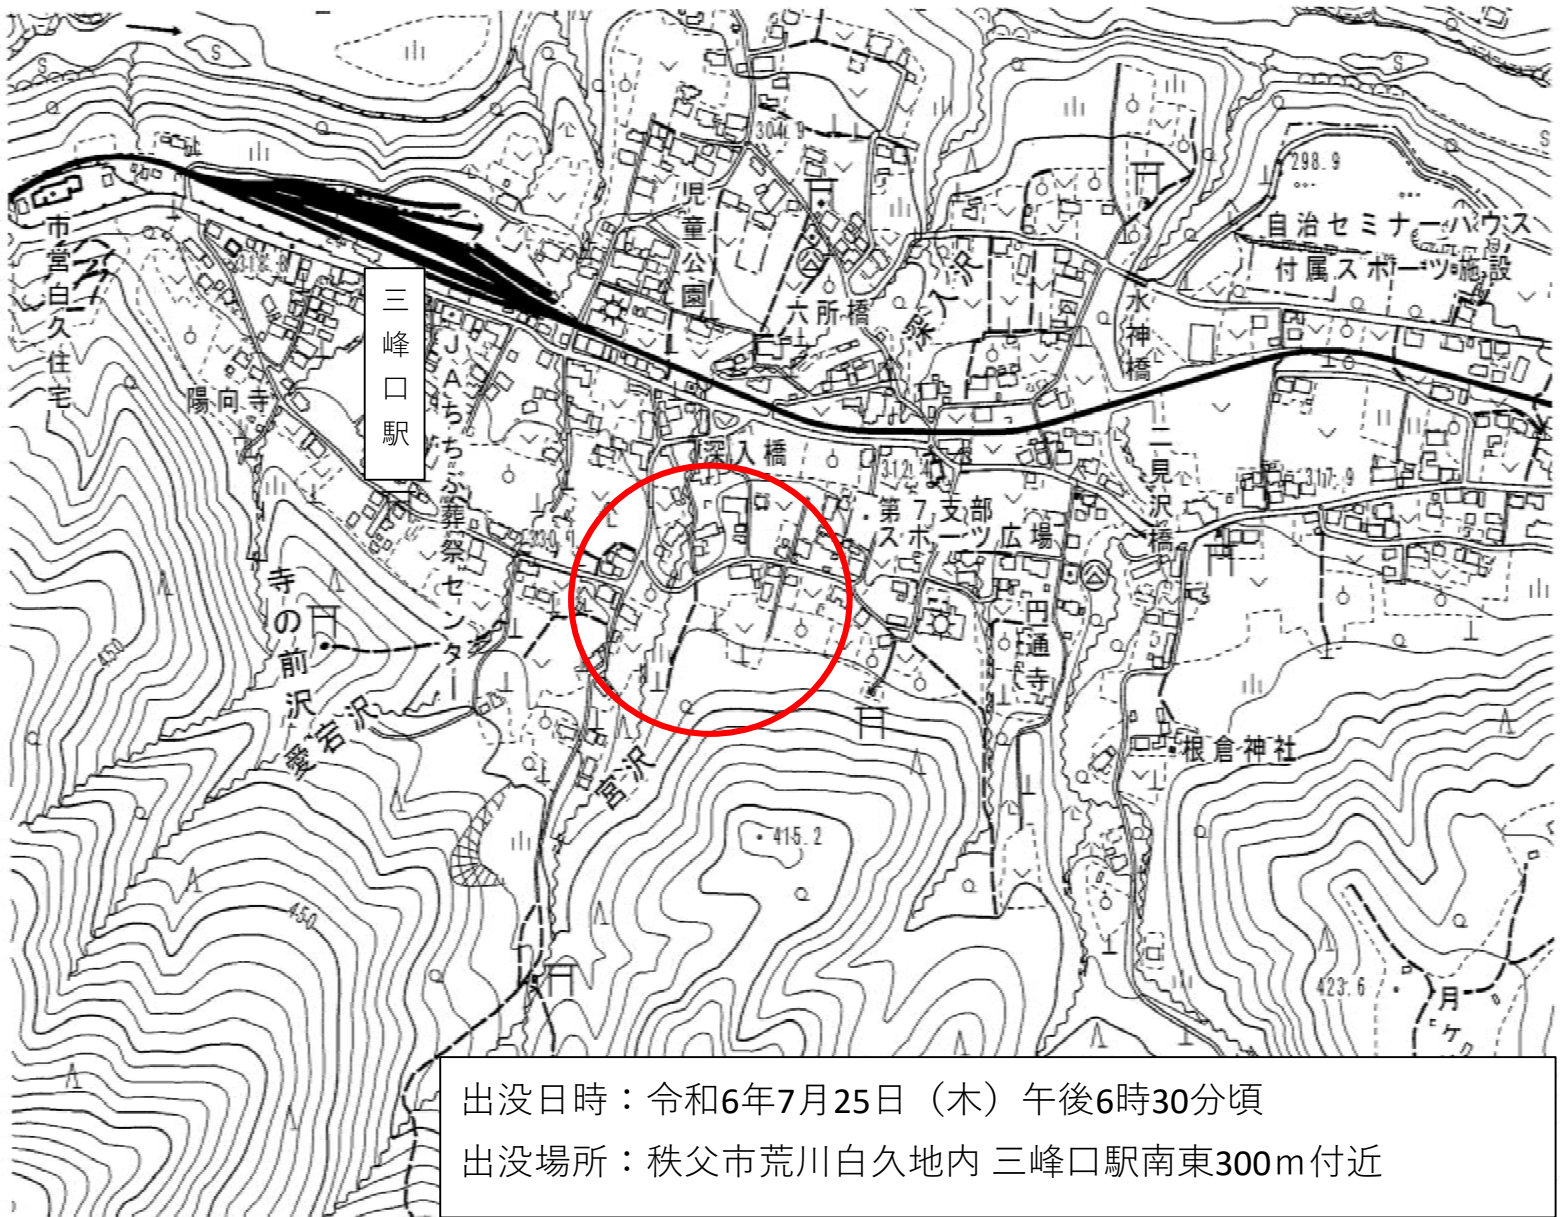 304.9
298.9
自治セミナーハウス
付属スポーツ施設
児童公園
六所橋
深入沢
水神橋
市営白久住宅
三峰口駅
JAちちぶ葬祭センター
陽向寺
深入橋
二見沢橋
317.9
第7支部
スポーツ広場
寺の前沢
円通寺
愛宕沢
宮沢
根倉神社
450
415.2
450
423.6
月
出没日時：令和6年7月25日（木）午後6時30分頃
出没場所：秩父市荒川白久地内 三峰口駅南東300ｍ付近